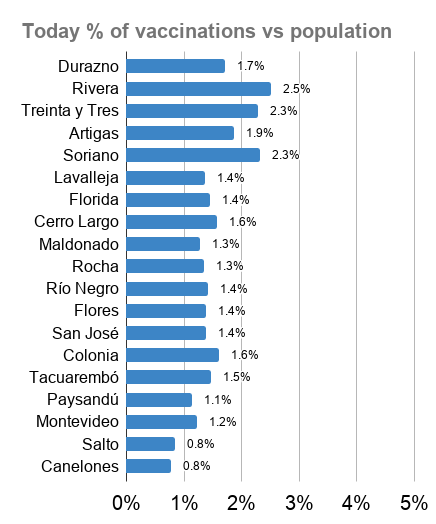 Today % of vaccinations vs population
Durazno 1.7%
Rivera 2.5%
Treinta y Tres 2.3%
Artigas 1.9%
Soriano 2.3%
Lavalleja 1.4%
Florida 1.4%
Cerro Largo 1.6%
Maldonado 1.3%
Rocha 1.3%
Río Negro 1.4%
Flores 1.4%
San José 1.4%
Colonia 1.6%
Tacuarembó 1.5%
Paysandú 1.1%
Montevideo 1.2%
Salto 0.8%
Canelones 0.8%
0% 1% 2% 3% 4% 5%